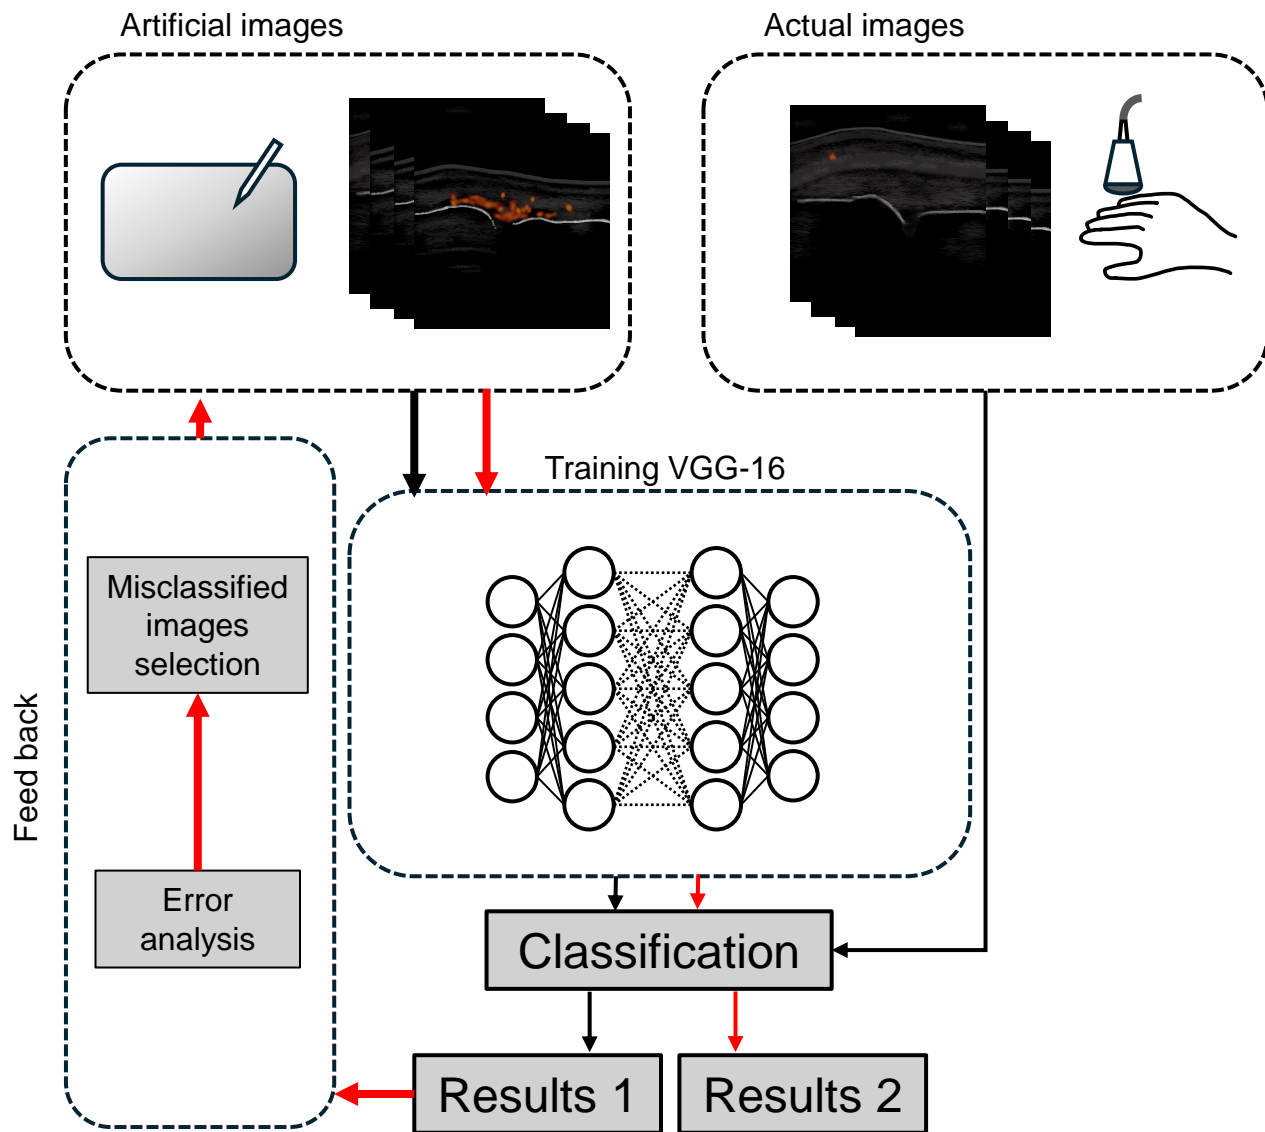 Artificial images
Actual images
Training VGG-16
Misclassified
images
selection
Feed back
Error
analysis
Classification
Results 1
Results 2